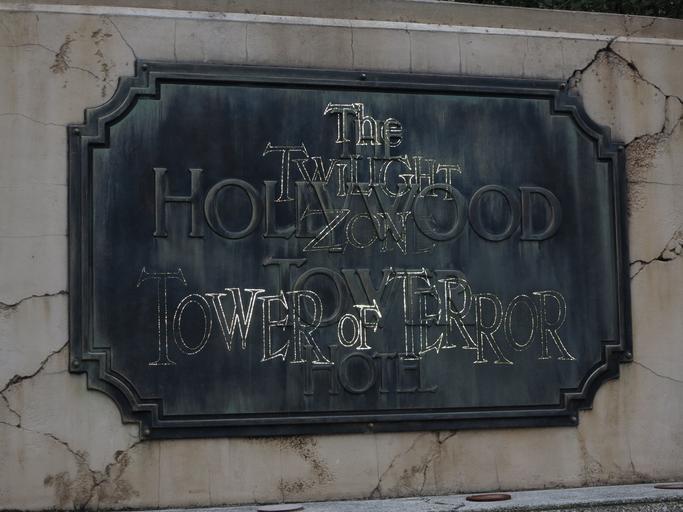 The
Twilight
HOLLYWOOD
Zone
TOWER
Tower of Terror
HOTEL